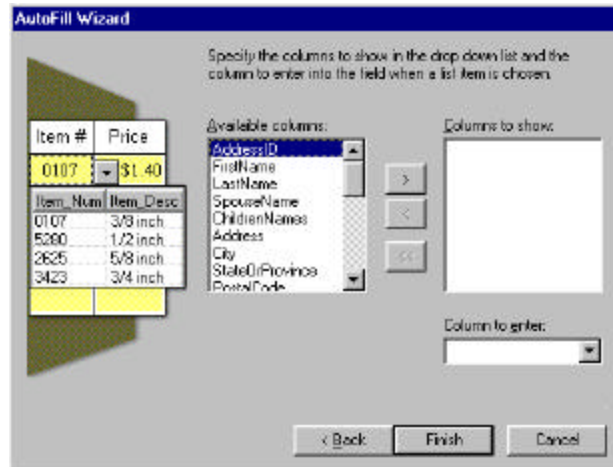 AutoFill Wizard
Specify the columns to show in the drop down list and the
column to enter into the field when a list item is chosen.
Item # Price
0107 $1.40
Item_Num Item_Desc
0107 3/8 inch
5280 1/2 inch
2625 5/8 inch
3423 3/4 inch
Available columns:
AddressID
FirstName
LastName
SpouseName
ChildrenNames
Address
City
StateOrProvince
PostalCode
>
<
<<
Columns to show:
Column to enter:
< Back
Finish
Cancel